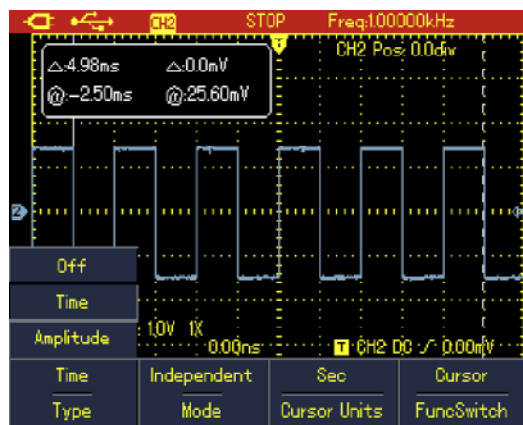 CH2 STOP Freq:1.00000kHz
CH2 Pos: 0.0div
△:4.98ms △:0.0mV
@:-2.50ms @:25.60mV
T
2
Off
Time
Amplitude
1.0V 1X
0.00ns T CH2 DC 0.00mV
Time Independent Sec Cursor
Type Mode Cursor Units FuncSwitch